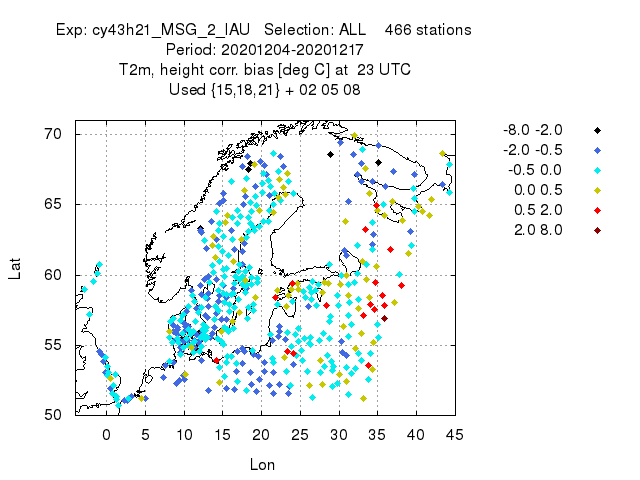 Exp: cy43h21_MSG_2_IAU   Selection: ALL    466 stations
Period: 20201204-20201217
T2m, height corr. bias [deg C] at  23 UTC
Used {15,18,21} + 02 05 08
70
65
60
55
50
Lat
0 5 10 15 20 25 30 35 40 45
Lon
-8.0 -2.0
-2.0 -0.5
-0.5 0.0
0.0 0.5
0.5 2.0
2.0 8.0